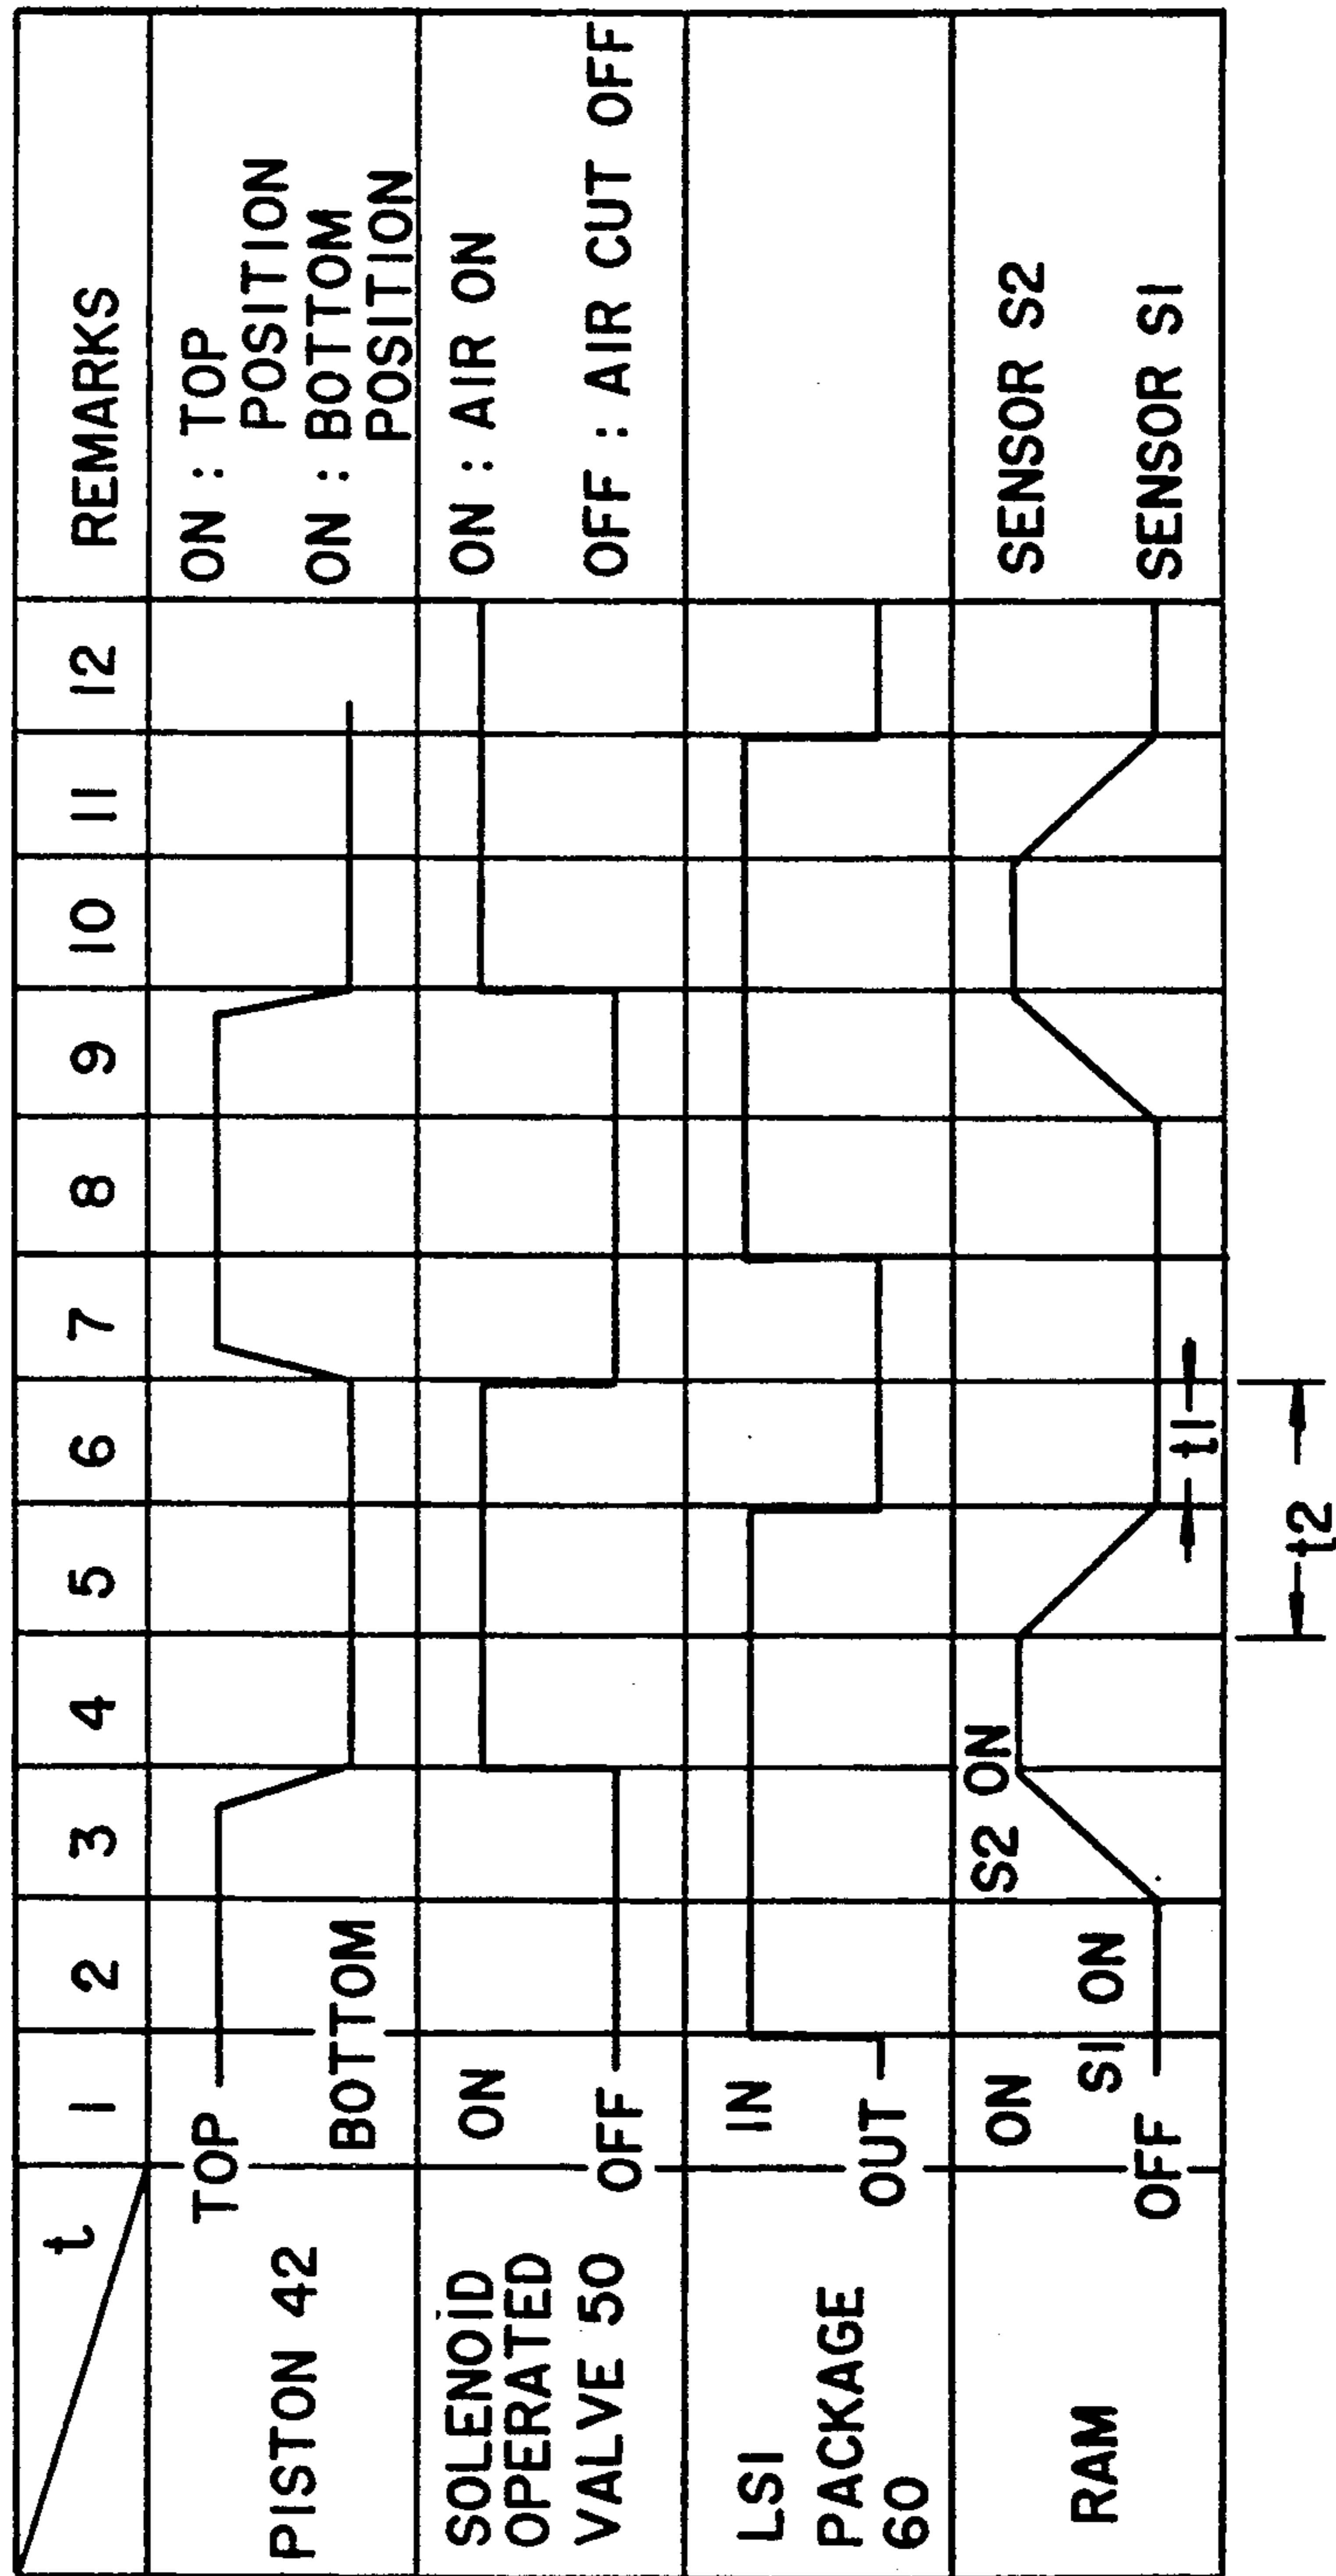 t 1 2 3 4 5 6 7 8 9 10 11 12 REMARKS
PISTON 42
TOP
BOTTOM
ON : TOP
POSITION
ON : BOTTOM
POSITION
SOLENOID
OPERATED
VALVE 50
ON
OFF
ON : AIR ON
OFF : AIR CUT OFF
LSI
PACKAGE
60
IN
OUT
RAM
ON
OFF
S1 ON
S2 ON
SENSOR S2
SENSOR S1
t1
t2